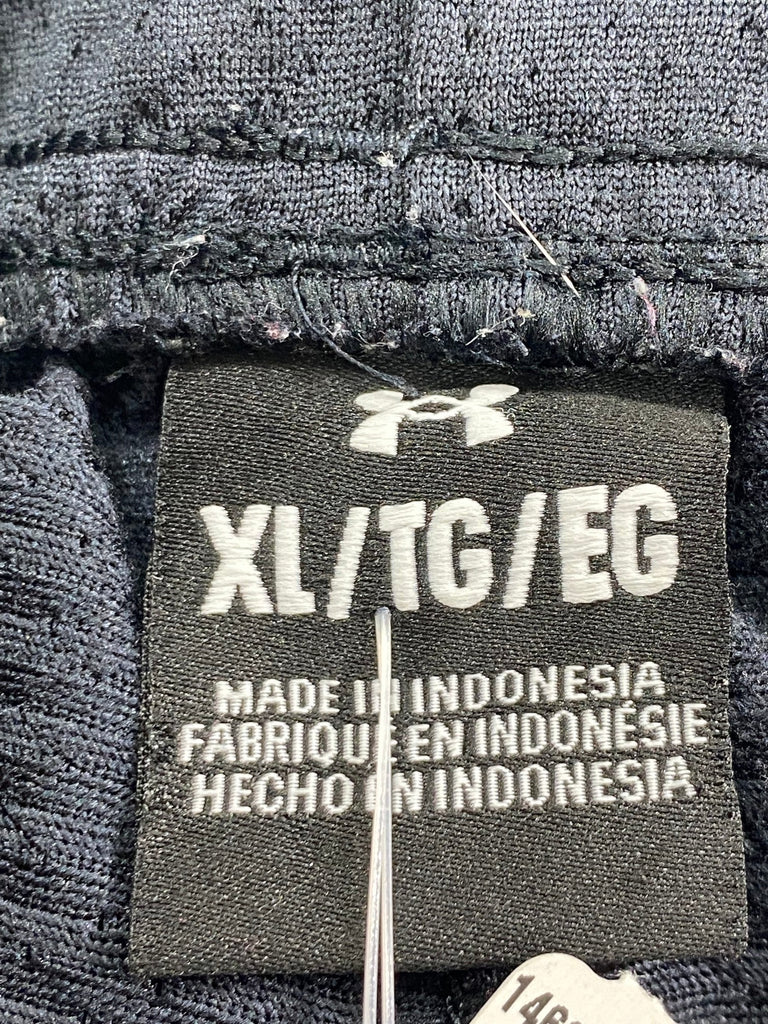 XL/TG/EG
MADE IN INDONESIA
FABRIQUÉ EN INDONÉSIE
HECHO EN INDONESIA